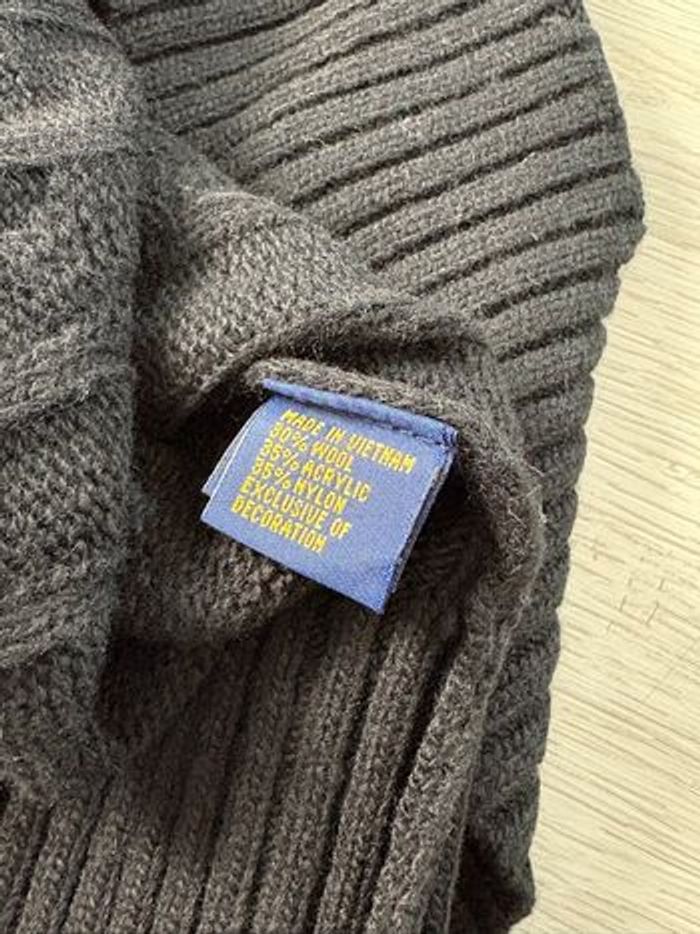 MADE IN VIETNAM
30% WOOL
35% ACRYLIC
35% NYLON
EXCLUSIVE OF
DECORATION